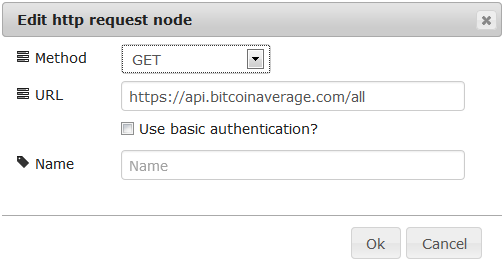 Edit http request node
Method GET
URL https://api.bitcoinaverage.com/all
Use basic authentication?
Name Name
Ok Cancel